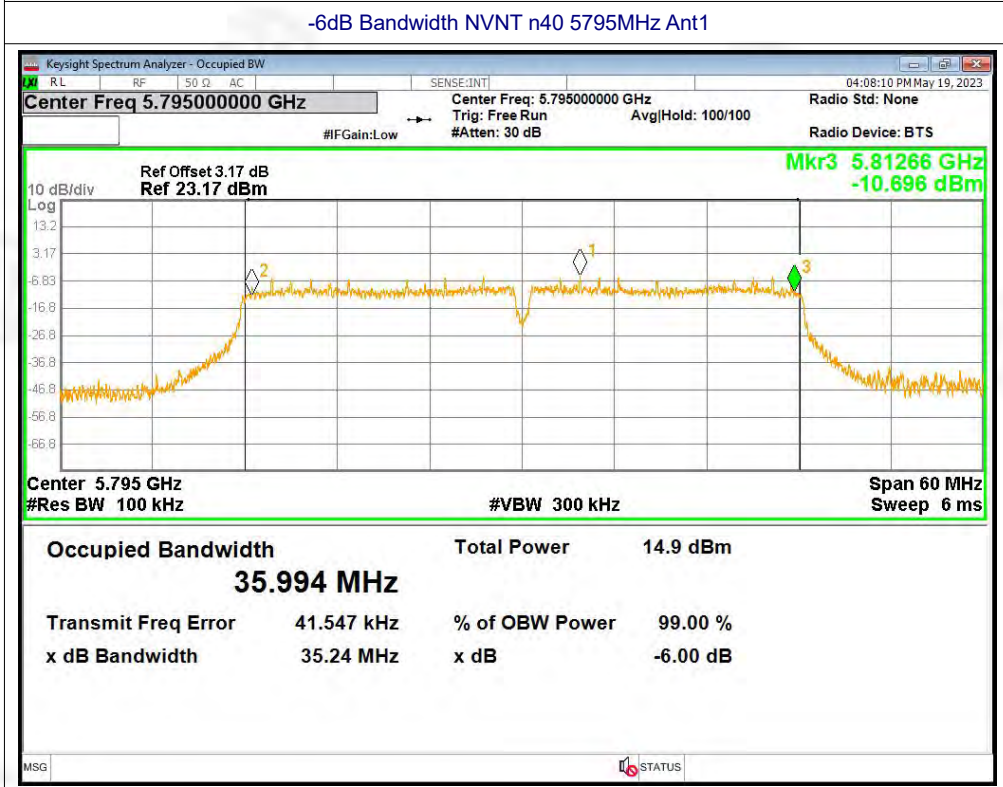 -6dB Bandwidth NVNT n40 5795MHz Ant1
Keysight Spectrum Analyzer - Occupied BW
LXI RL RF 50 Ω AC SENSE:INT 04:08:10 PM May 19, 2023
Center Freq 5.795000000 GHz Center Freq: 5.795000000 GHz Radio Std: None
Trig: Free Run Avg|Hold: 100/100
#IFGain:Low #Atten: 30 dB Radio Device: BTS
Mkr3 5.81266 GHz
-10.696 dBm
Ref Offset 3.17 dB
10 dB/div Ref 23.17 dBm
Log
13.2
3.17
-6.83
-16.8
-26.8
-36.8
-46.8
-56.8
-66.8
1
2
3
Center 5.795 GHz Span 60 MHz
#Res BW 100 kHz #VBW 300 kHz Sweep 6 ms
Occupied Bandwidth Total Power 14.9 dBm
35.994 MHz
Transmit Freq Error 41.547 kHz % of OBW Power 99.00 %
x dB Bandwidth 35.24 MHz x dB -6.00 dB
MSG STATUS